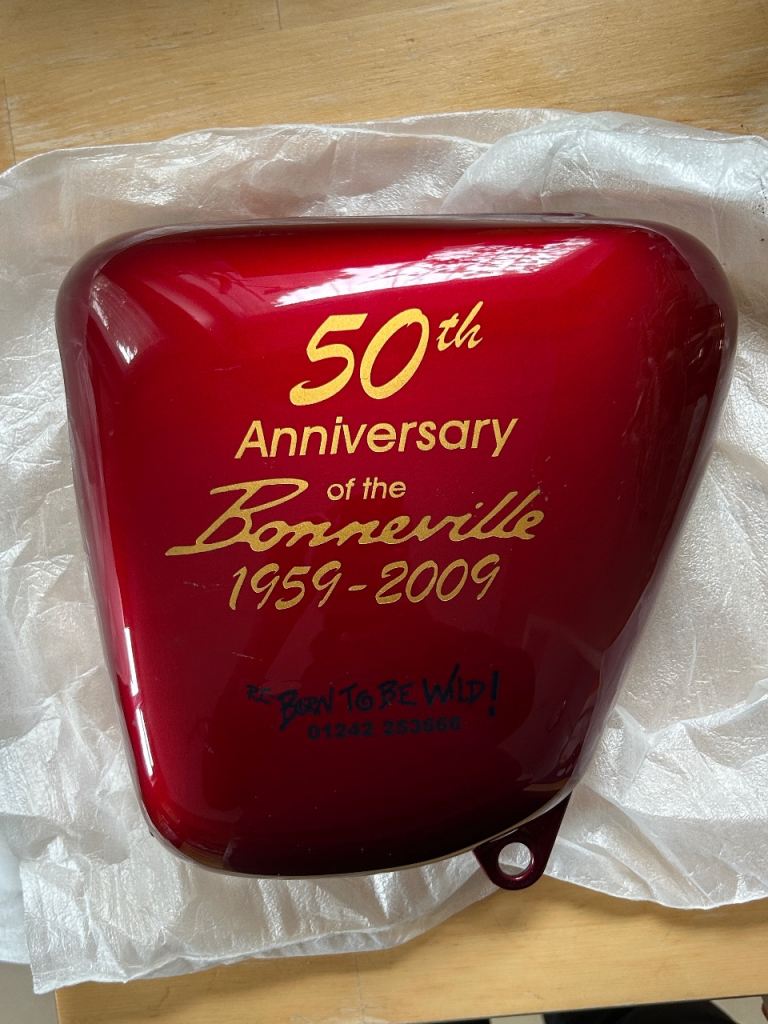 50th
Anniversary
of the
Bonneville
1959-2009
RE-BORN TO BE WILD!
01242 253666